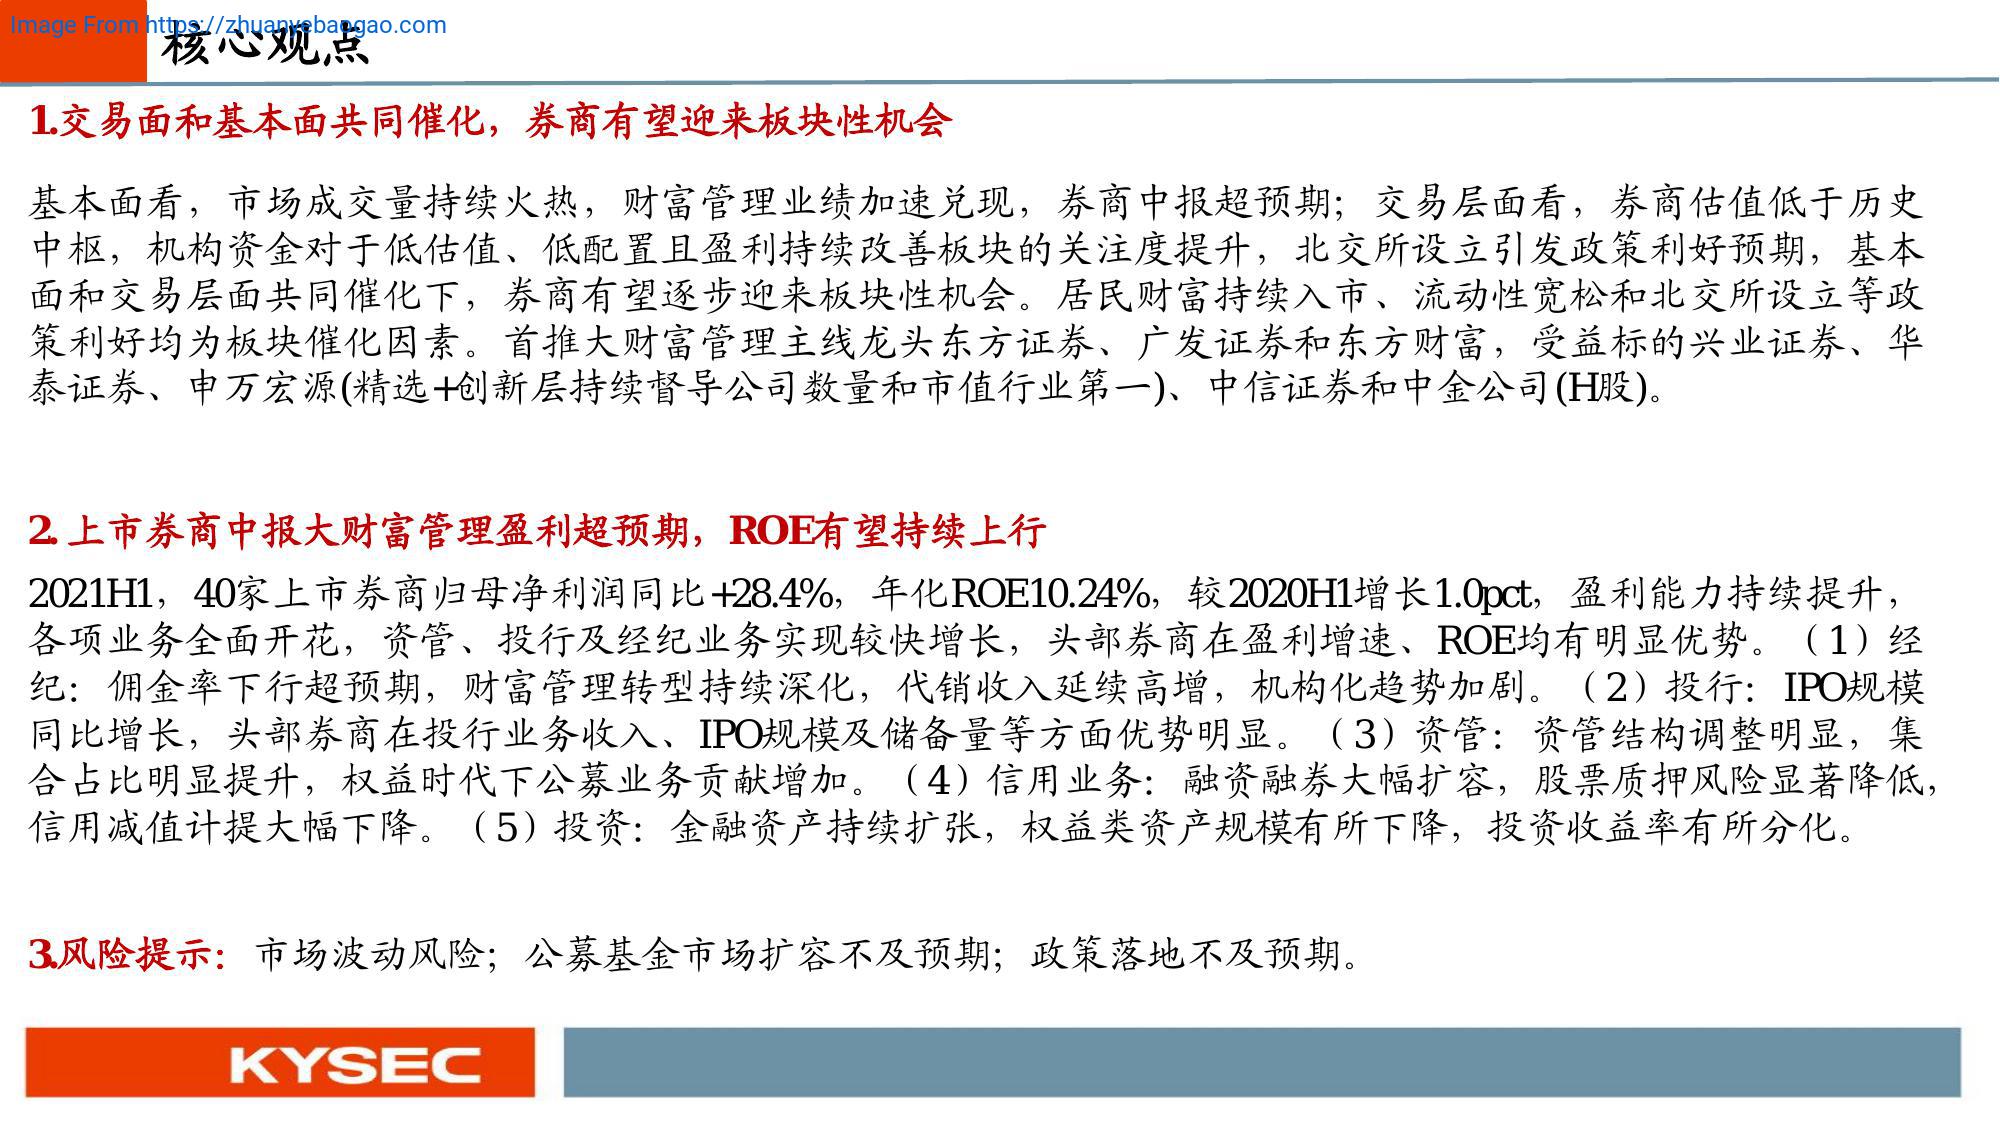 Image From https://zhuanyebaogao.com
核心观点
1.交易面和基本面共同催化，券商有望迎来板块性机会
基本面看，市场成交量持续火热，财富管理业绩加速兑现，券商中报超预期；交易层面看，券商估值低于历史
中枢，机构资金对于低估值、低配置且盈利持续改善板块的关注度提升，北交所设立引发政策利好预期，基本
面和交易层面共同催化下，券商有望逐步迎来板块性机会。居民财富持续入市、流动性宽松和北交所设立等政
策利好均为板块催化因素。首推大财富管理主线龙头东方证券、广发证券和东方财富，受益标的兴业证券、华
泰证券、申万宏源(精选+创新层持续督导公司数量和市值行业第一)、中信证券和中金公司(H股)。
2.上市券商中报大财富管理盈利超预期，ROE有望持续上行
2021H1，40家上市券商归母净利润同比+28.4%，年化ROE10.24%，较2020H1增长1.0pct，盈利能力持续提升，
各项业务全面开花，资管、投行及经纪业务实现较快增长，头部券商在盈利增速、ROE均有明显优势。（1）经
纪：佣金率下行超预期，财富管理转型持续深化，代销收入延续高增，机构化趋势加剧。（2）投行：IPO规模
同比增长，头部券商在投行业务收入、IPO规模及储备量等方面优势明显。（3）资管：资管结构调整明显，集
合占比明显提升，权益时代下公募业务贡献增加。（4）信用业务：融资融券大幅扩容，股票质押风险显著降低，
信用减值计提大幅下降。（5）投资：金融资产持续扩张，权益类资产规模有所下降，投资收益率有所分化。
3.风险提示：市场波动风险；公募基金市场扩容不及预期；政策落地不及预期。
KYSEC